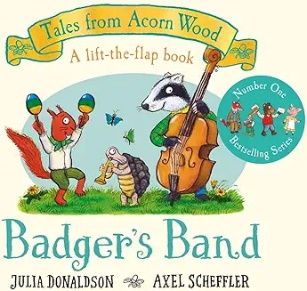 Tales from Acorn Wood
A lift-the-flap book
Number One
Bestselling Series
Badger's Band
JULIA DONALDSON AXEL SCHEFFLER